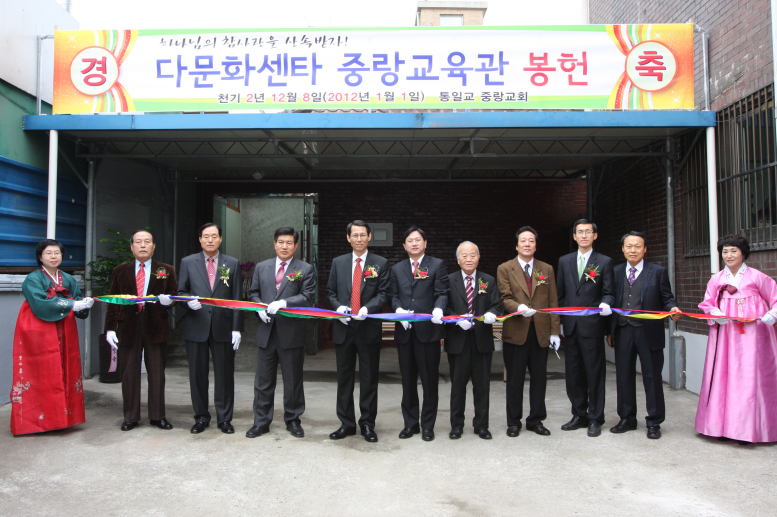 하나님의 참사랑을 상속받자!
경 다문화센타 중랑교육관 봉헌 축
천기 2년 12월 8일(2012년 1월 1일) 통일교 중랑교회